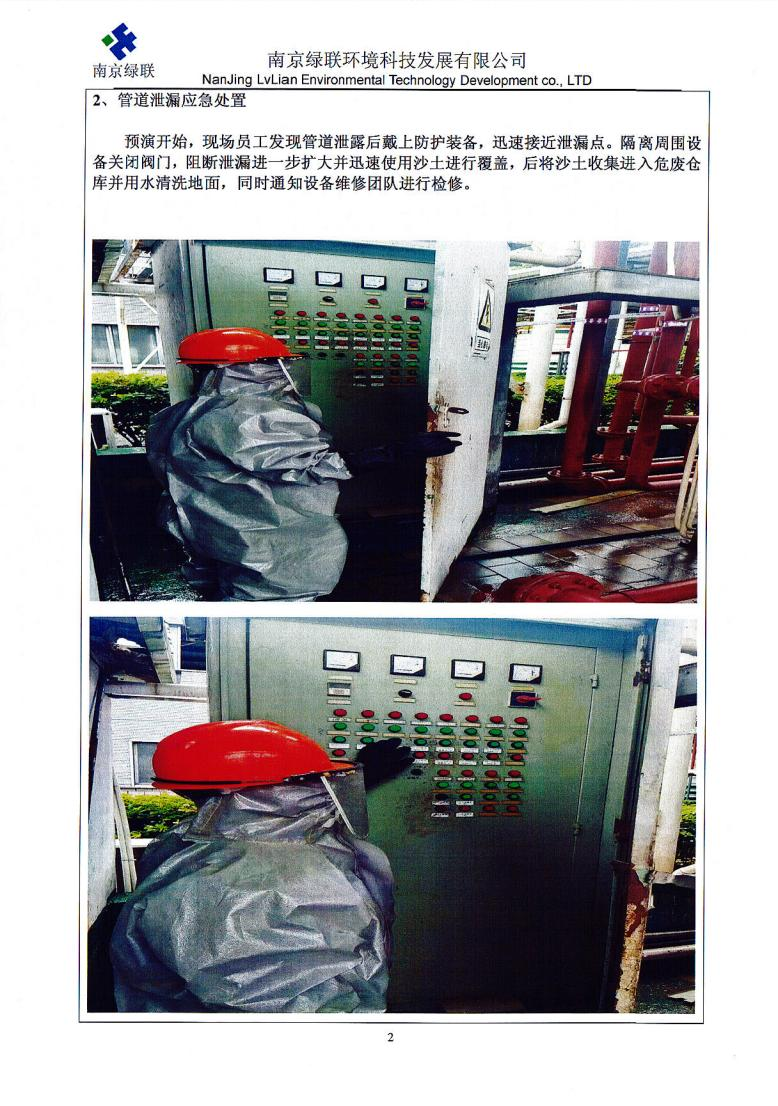 南京绿联
南京绿联环境科技发展有限公司
NanJing LvLian Environmental Technology Development co., LTD
2、管道泄漏应急处置
预演开始，现场员工发现管道泄露后戴上防护装备，迅速接近泄漏点。隔离周围设
备关闭阀门，阻断泄漏进一步扩大并迅速使用沙土进行覆盖，后将沙土收集进入危废仓
库并用水清洗地面，同时通知设备维修团队进行检修。
2